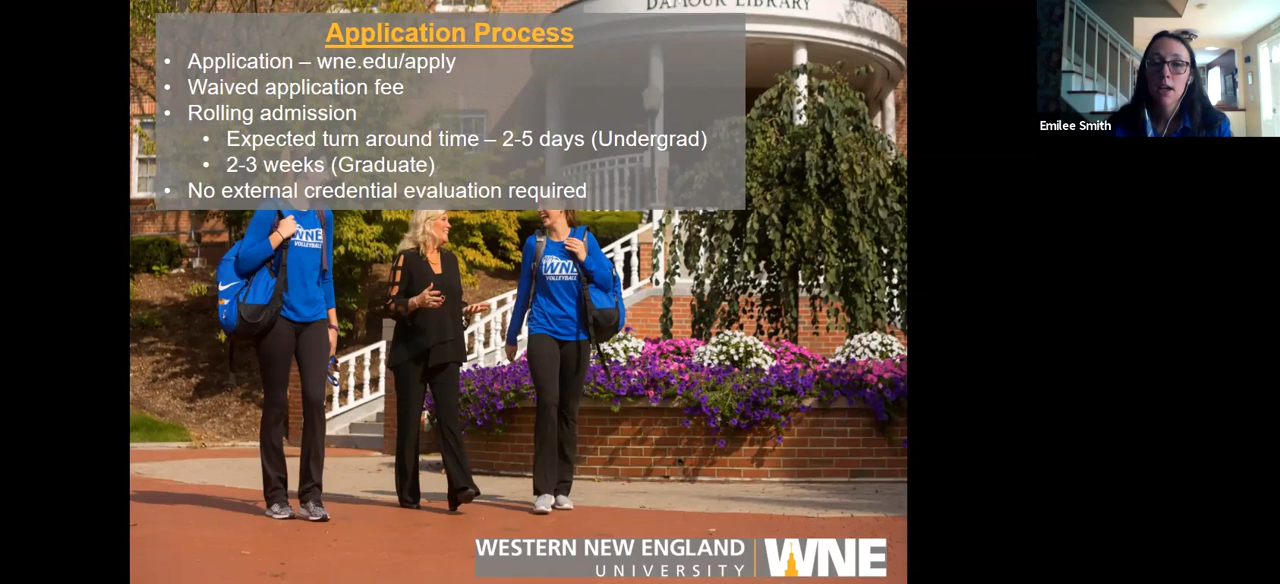 DAMOUR LIBRARY
Application Process
• Application – wne.edu/apply
• Waived application fee
• Rolling admission
• Expected turn around time – 2-5 days (Undergrad)
• 2-3 weeks (Graduate)
• No external credential evaluation required
Emilee Smith
WNE
VOLLEYBALL
WNE
VOLLEYBALL
WESTERN NEW ENGLAND
UNIVERSITY
WNE